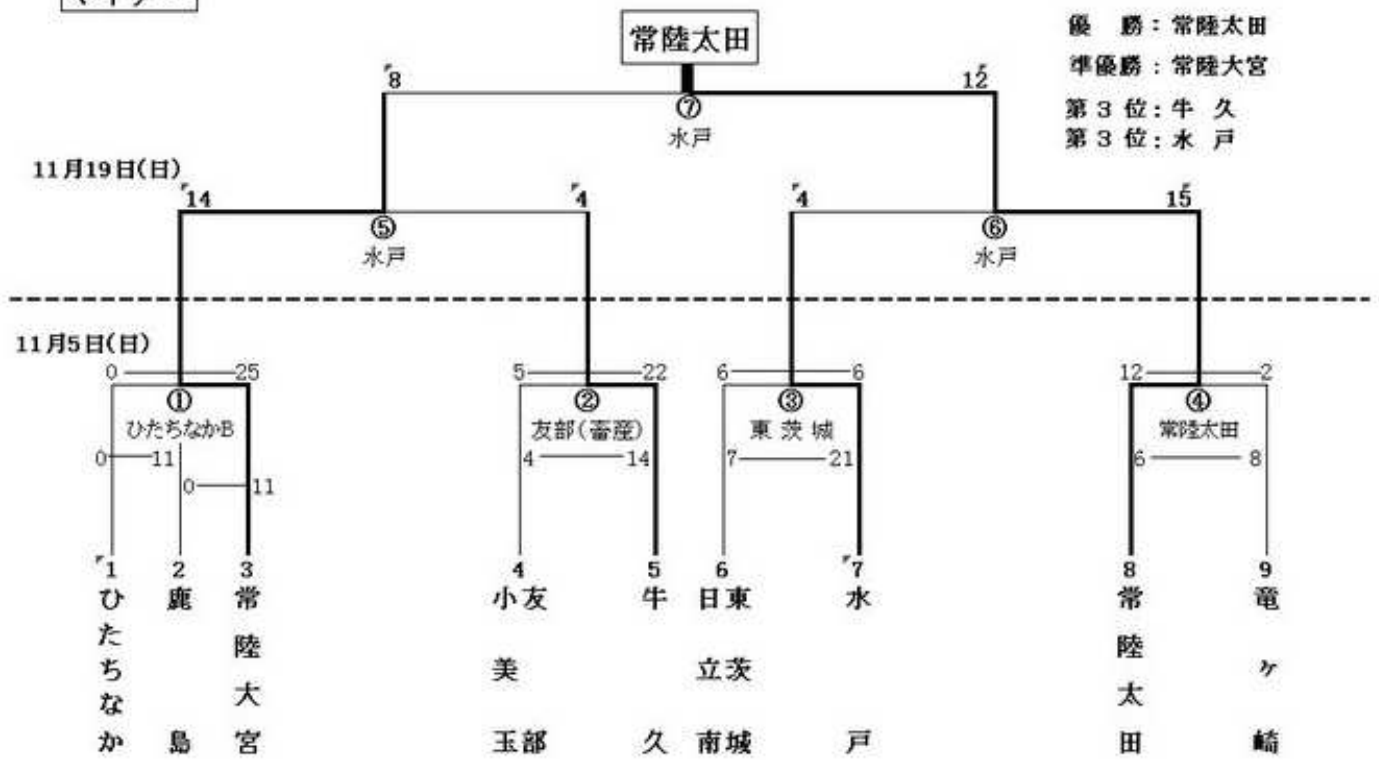 常陸太田
優　勝：常陸太田
準優勝：常陸大宮
第３位：牛　久
第３位：水　戸
8
12
⑦
水戸
11月19日(日)
14
4
4
15
⑤
水戸
⑥
水戸
11月5日(日)
0
25
5
22
6
6
12
2
①
②
③
④
ひたちなかB
友部(畜産)
東茨城
常陸太田
0
11
4
14
7
21
6
8
0
11
1
2
3
4
5
6
7
8
9
ひたちなか
鹿島
常陸大宮
友部
小美玉
牛久
東茨城
日立南
水戸
常陸太田
竜ヶ崎